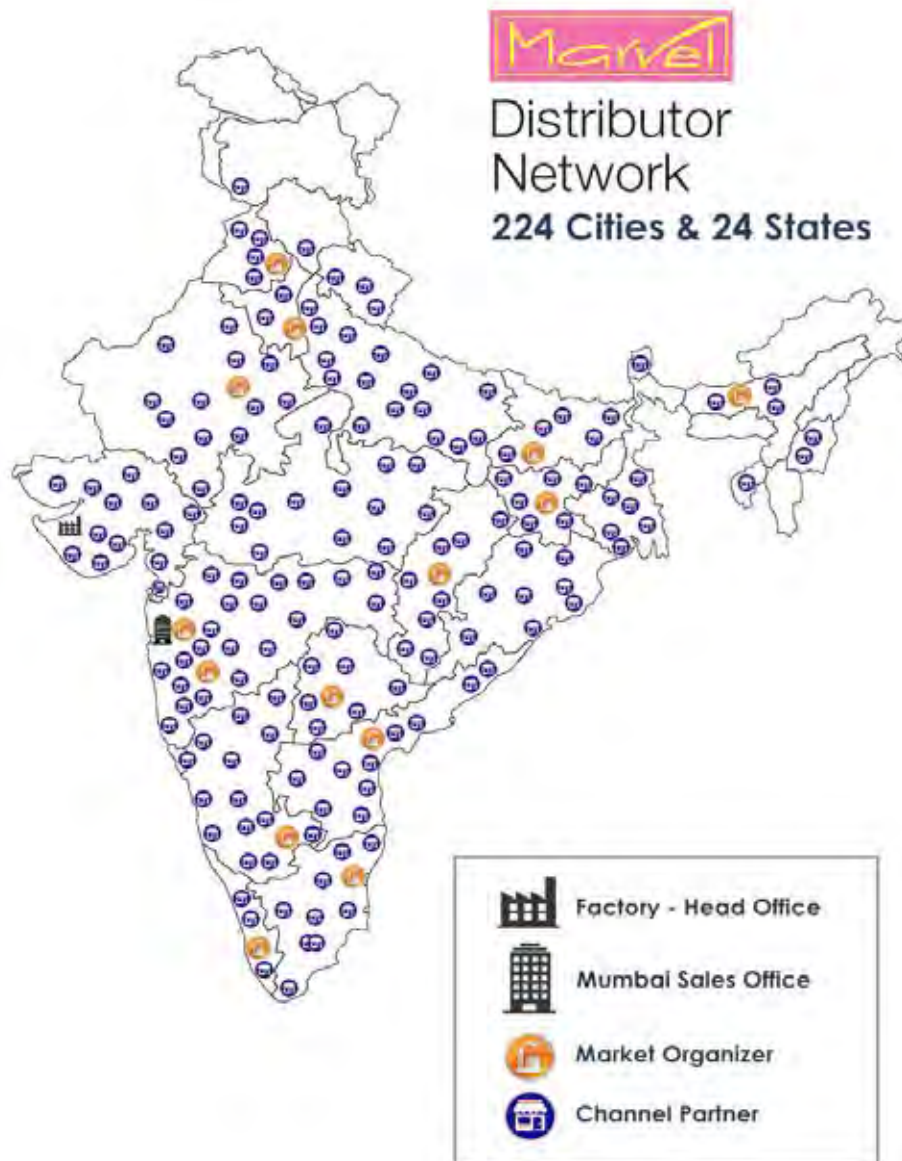 Marvel
Distributor
Network
224 Cities & 24 States
Factory - Head Office
Mumbai Sales Office
Market Organizer
Channel Partner